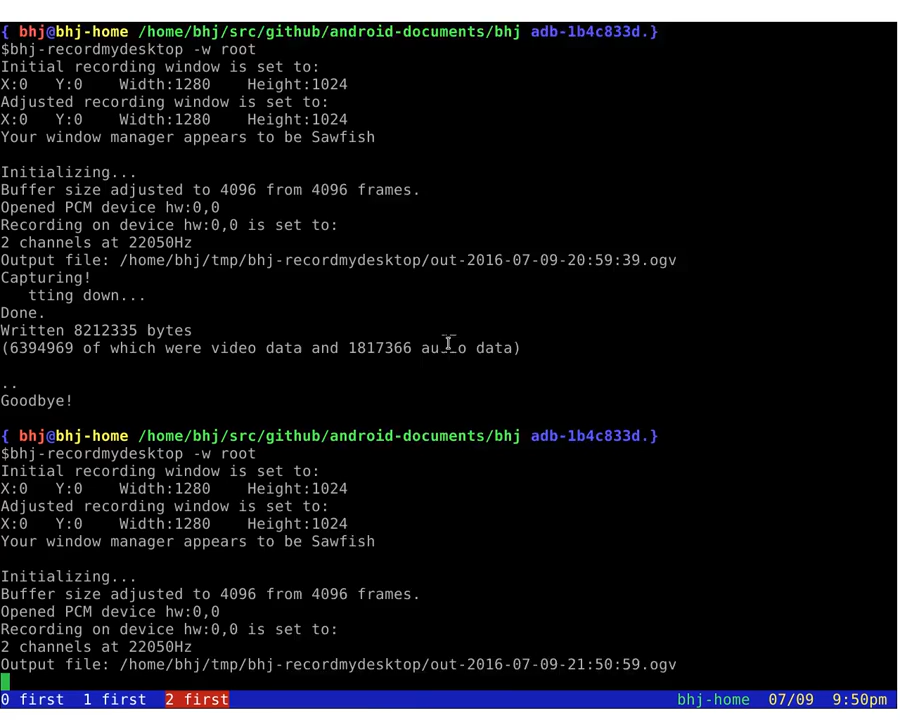 { bhj@bhj-home /home/bhj/src/github/android-documents/bhj adb-1b4c833d.}
$bhj-recordmydesktop -w root
Initial recording window is set to:
X:0   Y:0    Width:1280    Height:1024
Adjusted recording window is set to:
X:0   Y:0    Width:1280    Height:1024
Your window manager appears to be Sawfish

Initializing...
Buffer size adjusted to 4096 from 4096 frames.
Opened PCM device hw:0,0
Recording on device hw:0,0 is set to:
2 channels at 22050Hz
Output file: /home/bhj/tmp/bhj-recordmydesktop/out-2016-07-09-20:59:39.ogv
Capturing!
   tting down...
Done.
Written 8212335 bytes
(6394969 of which were video data and 1817366 audio data)

..
Goodbye!

{ bhj@bhj-home /home/bhj/src/github/android-documents/bhj adb-1b4c833d.}
$bhj-recordmydesktop -w root
Initial recording window is set to:
X:0   Y:0    Width:1280    Height:1024
Adjusted recording window is set to:
X:0   Y:0    Width:1280    Height:1024
Your window manager appears to be Sawfish

Initializing...
Buffer size adjusted to 4096 from 4096 frames.
Opened PCM device hw:0,0
Recording on device hw:0,0 is set to:
2 channels at 22050Hz
Output file: /home/bhj/tmp/bhj-recordmydesktop/out-2016-07-09-21:50:59.ogv
0 first  1 first  2 first  bhj-home  07/09  9:50pm